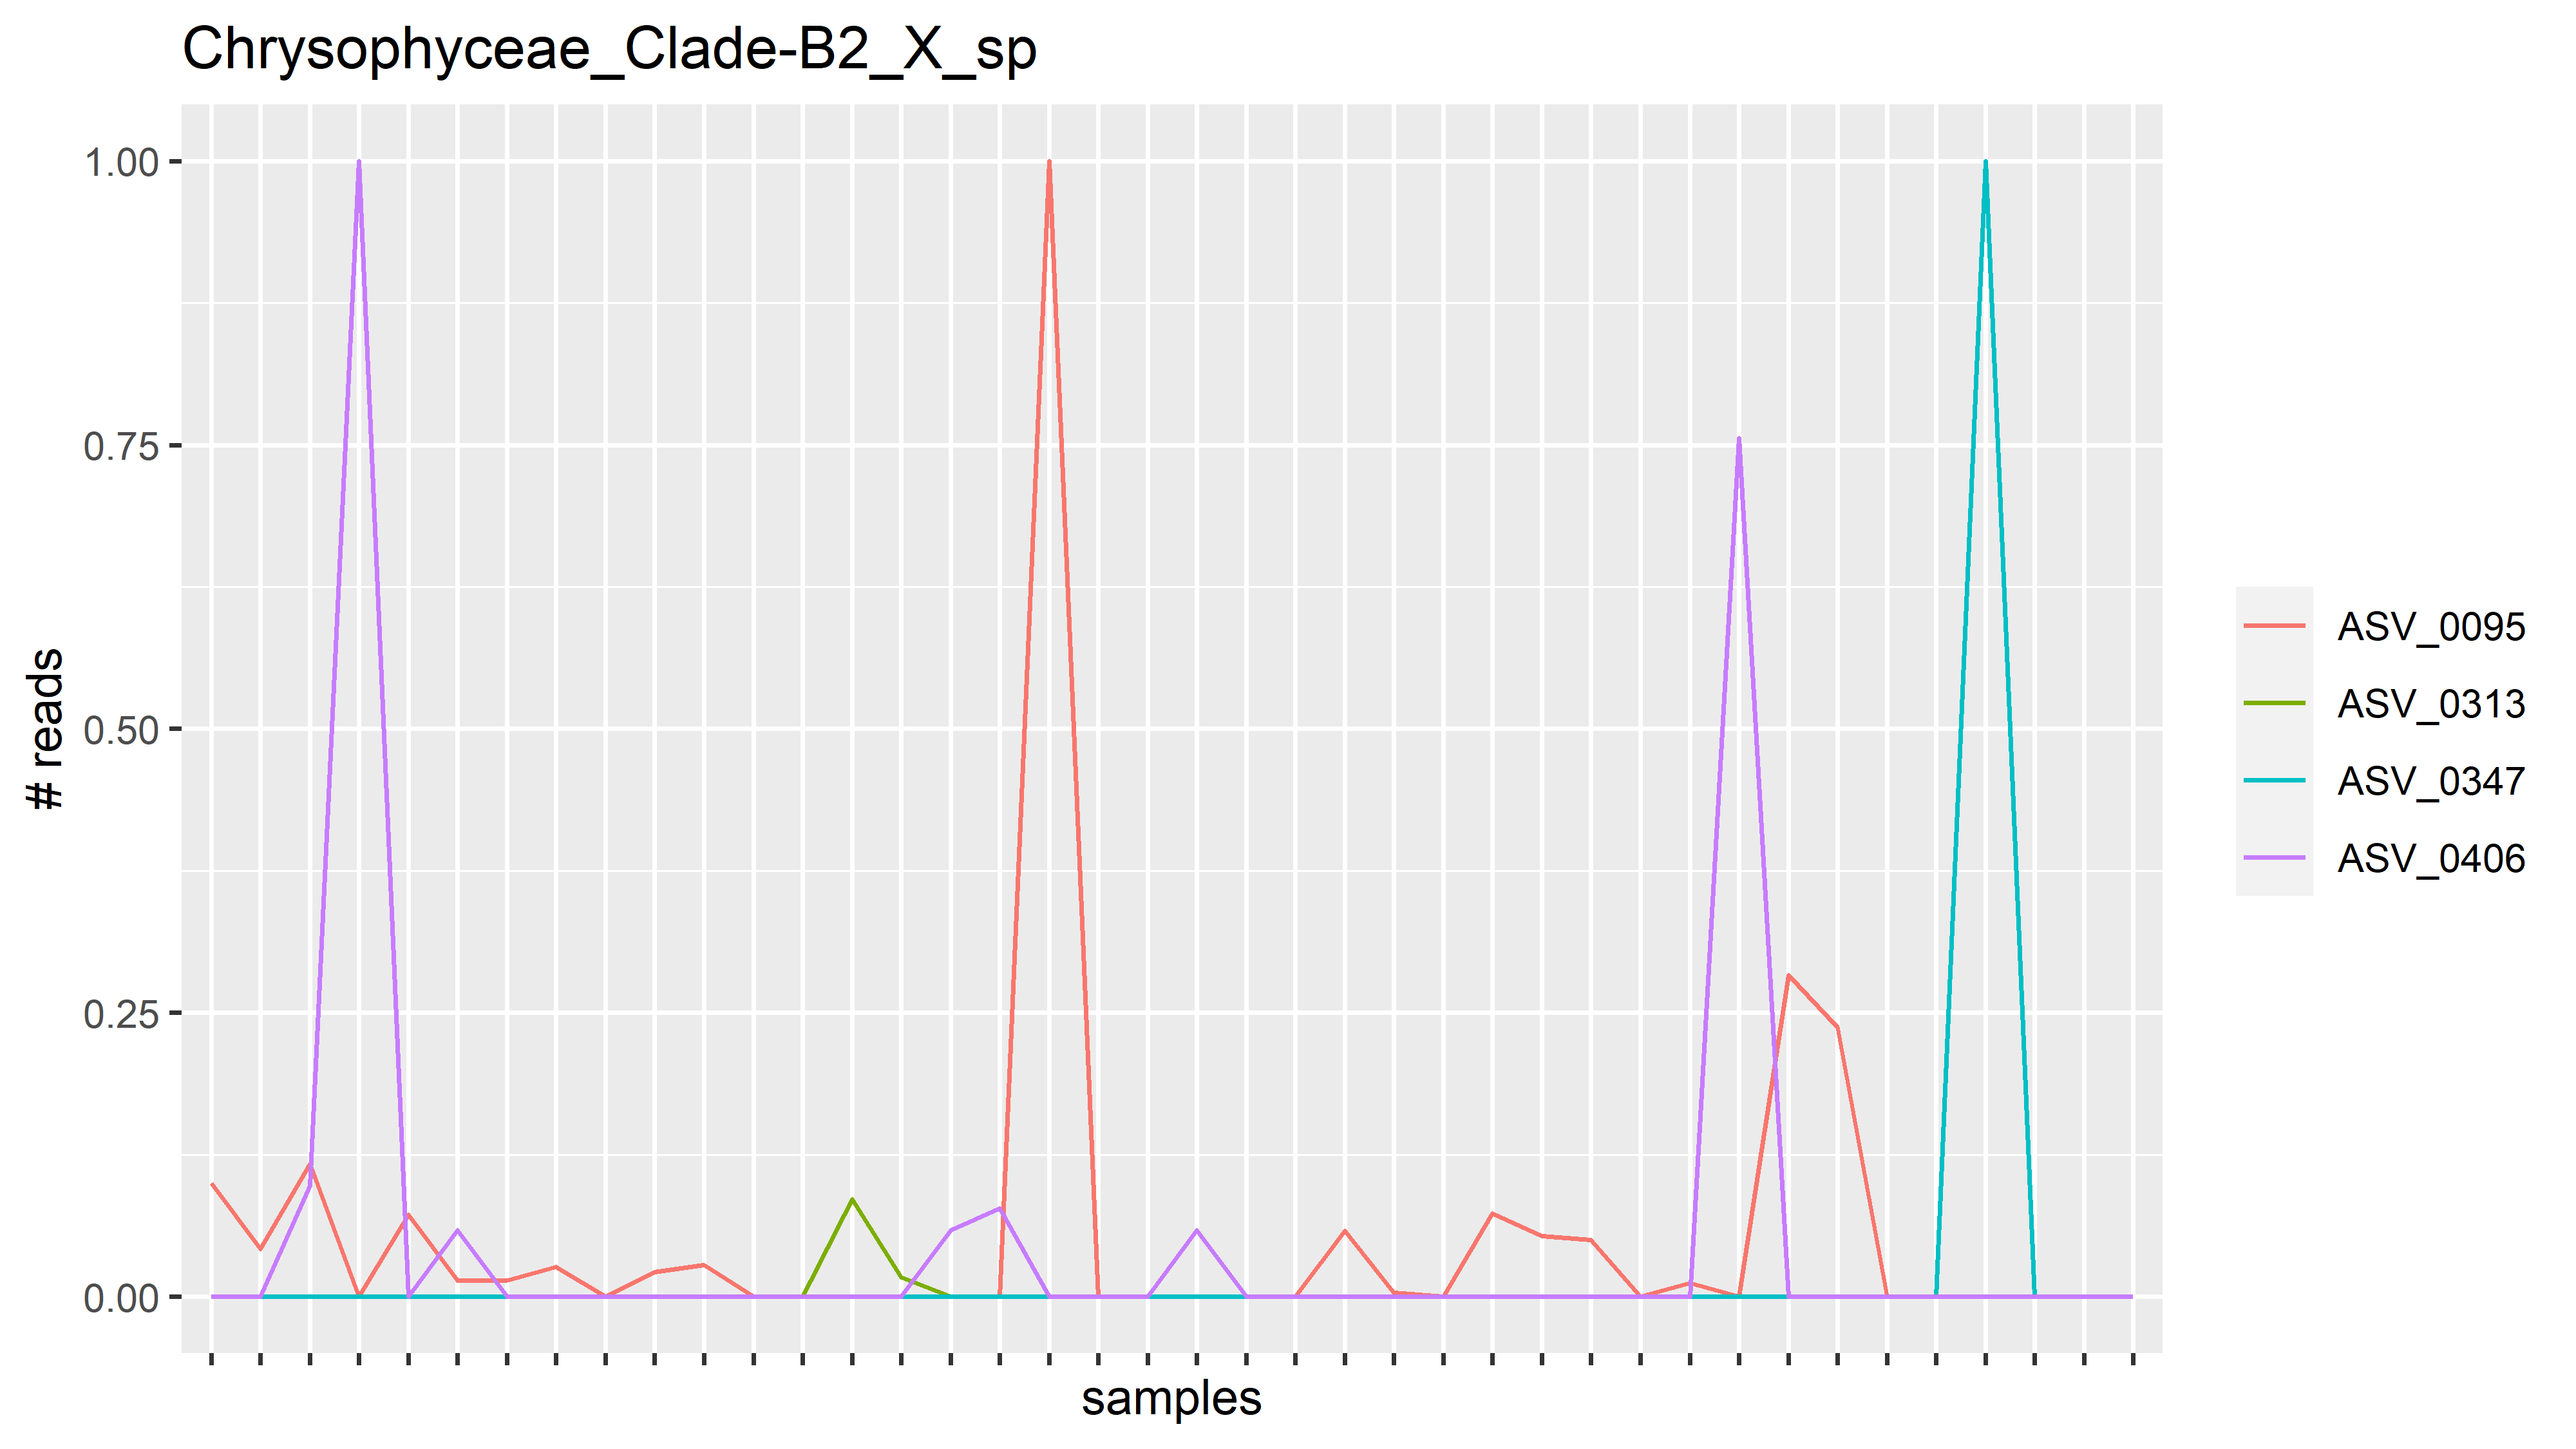 Chrysophyceae_Clade-B2_X_sp
1.00
0.75
0.50
0.25
0.00
# reads
samples
ASV_0095
ASV_0313
ASV_0347
ASV_0406